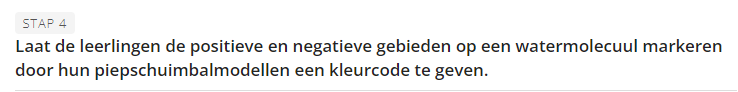 STAP 4
Laat de leerlingen de positieve en negatieve gebieden op een watermolecuul markeren
door hun piepschuimbalmodellen een kleurcode te geven.